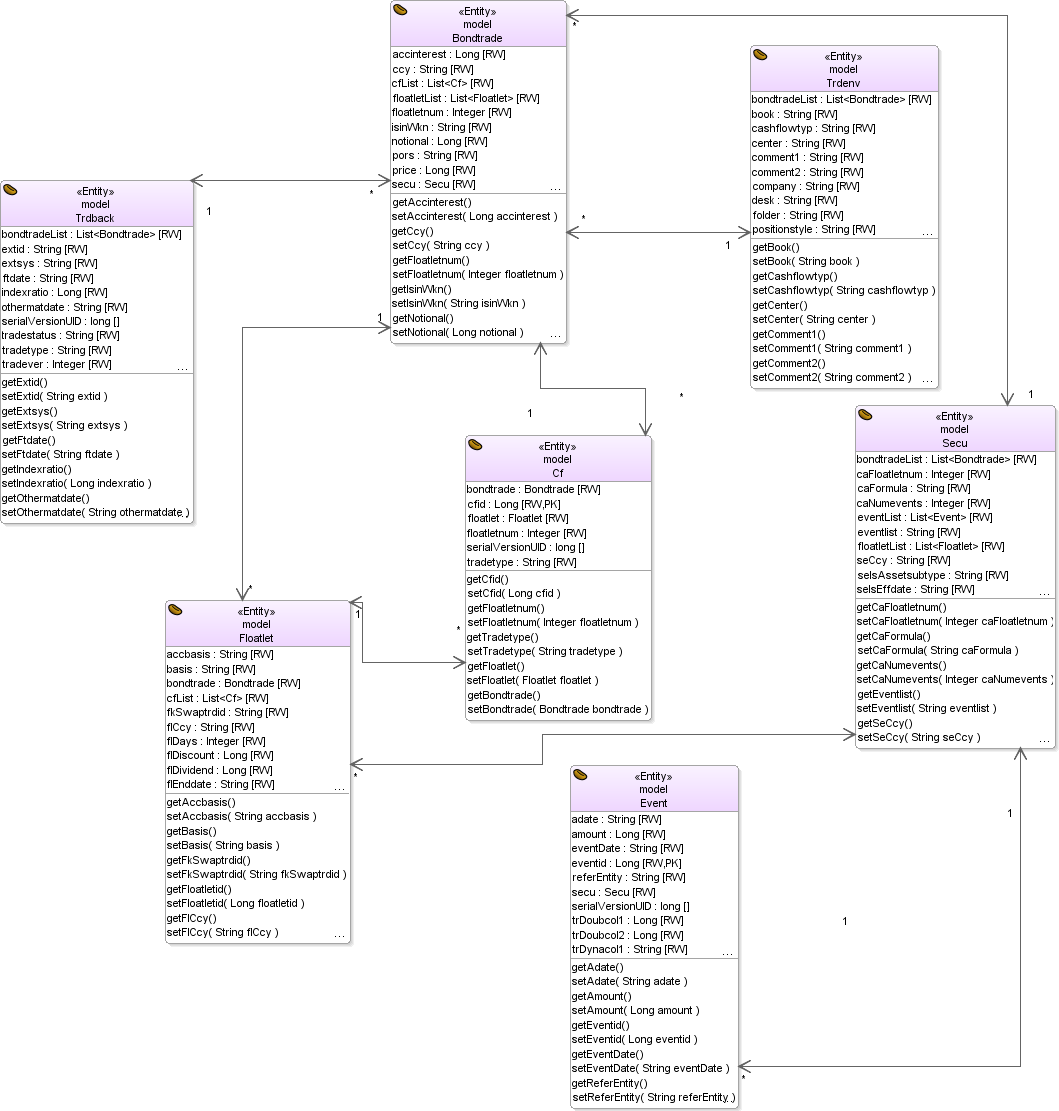 «Entity»
model
Bondtrade
accinterest : Long [RW]
ccy : String [RW]
cfList : List<Cf> [RW]
floatletList : List<Floatlet> [RW]
floatletnum : Integer [RW]
isinWkn : String [RW]
notional : Long [RW]
pors : String [RW]
price : Long [RW]
secu : Secu [RW]
...
getAccinterest()
setAccinterest( Long accinterest )
getCcy()
setCcy( String ccy )
getFloatletnum()
setFloatletnum( Integer floatletnum )
getIsinWkn()
setIsinWkn( String isinWkn )
getNotional()
setNotional( Long notional )
...
*
«Entity»
model
Trdenv
bondtradeList : List<Bondtrade> [RW]
book : String [RW]
cashflowtyp : String [RW]
center : String [RW]
comment1 : String [RW]
comment2 : String [RW]
company : String [RW]
desk : String [RW]
folder : String [RW]
positionstyle : String [RW]
...
getBook()
setBook( String book )
getCashflowtyp()
setCashflowtyp( String cashflowtyp )
getCenter()
setCenter( String center )
getComment1()
setComment1( String comment1 )
getComment2()
setComment2( String comment2 )
...
*
1
*
1
«Entity»
model
Trdback
bondtradeList : List<Bondtrade> [RW]
extid : String [RW]
extsys : String [RW]
ftdate : String [RW]
indexratio : Long [RW]
othermatdate : String [RW]
serialVersionUID : long []
tradestatus : String [RW]
tradetype : String [RW]
tradever : Integer [RW]
...
getExtid()
setExtid( String extid )
getExtsys()
setExtsys( String extsys )
getFtdate()
setFtdate( String ftdate )
getIndexratio()
setIndexratio( Long indexratio )
getOthermatdate()
setOthermatdate( String othermatdate )
1
*
1
1
«Entity»
model
Cf
bondtrade : Bondtrade [RW]
cfid : Long [RW,PK]
floatlet : Floatlet [RW]
floatletnum : Integer [RW]
serialVersionUID : long []
tradetype : String [RW]
getCfid()
setCfid( Long cfid )
getFloatletnum()
setFloatletnum( Integer floatletnum )
getTradetype()
setTradetype( String tradetype )
getFloatlet()
setFloatlet( Floatlet floatlet )
getBondtrade()
setBondtrade( Bondtrade bondtrade )
«Entity»
model
Secu
bondtradeList : List<Bondtrade> [RW]
caFloatletnum : Integer [RW]
caFormula : String [RW]
caNumevents : Integer [RW]
eventList : List<Event> [RW]
eventlist : String [RW]
floatletList : List<Floatlet> [RW]
seCcy : String [RW]
seIsAssetsubtype : String [RW]
seIsEffdate : String [RW]
...
getCaFloatletnum()
setCaFloatletnum( Integer caFloatletnum )
getCaFormula()
setCaFormula( String caFormula )
getCaNumevents()
setCaNumevents( Integer caNumevents )
getEventlist()
setEventlist( String eventlist )
getSeCcy()
setSeCcy( String seCcy )
...
*
1
*
«Entity»
model
Floatlet
accbasis : String [RW]
basis : String [RW]
bondtrade : Bondtrade [RW]
cfList : List<Cf> [RW]
fkSwaptrdid : String [RW]
flCcy : String [RW]
flDays : Integer [RW]
flDiscount : Long [RW]
flDividend : Long [RW]
flEnddate : String [RW]
...
getAccbasis()
setAccbasis( String accbasis )
getBasis()
setBasis( String basis )
getFkSwaptrdid()
setFkSwaptrdid( String fkSwaptrdid )
getFloatletid()
setFloatletid( Long floatletid )
getFlCcy()
setFlCcy( String flCcy )
...
*
«Entity»
model
Event
adate : String [RW]
amount : Long [RW]
eventDate : String [RW]
eventid : Long [RW,PK]
referEntity : String [RW]
secu : Secu [RW]
serialVersionUID : long []
trDoubcol1 : Long [RW]
trDoubcol2 : Long [RW]
trDynacol1 : String [RW]
...
getAdate()
setAdate( String adate )
getAmount()
setAmount( Long amount )
getEventid()
setEventid( Long eventid )
getEventDate()
setEventDate( String eventDate )
getReferEntity()
setReferEntity( String referEntity )
1
1
*